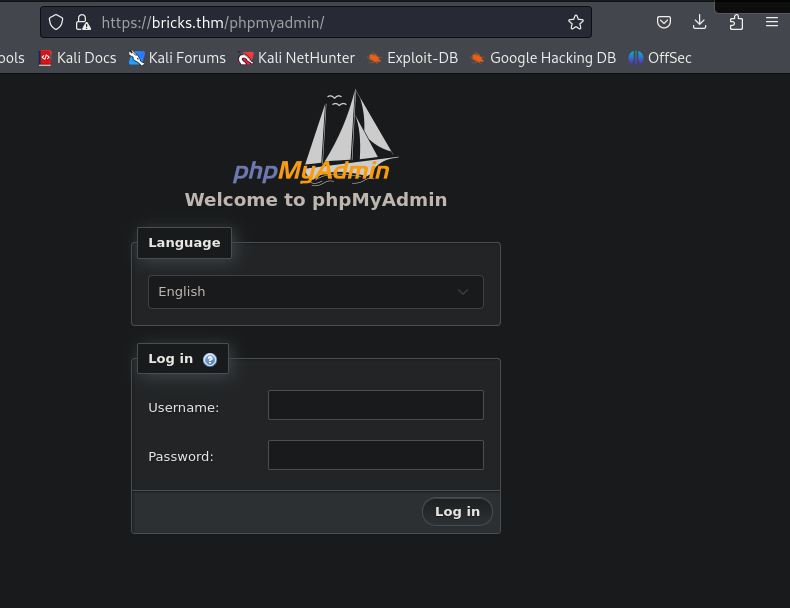 https://bricks.thm/phpmyadmin/
ools Kali Docs Kali Forums Kali NetHunter Exploit-DB Google Hacking DB OffSec
phpMyAdmin
Welcome to phpMyAdmin
Language
English
Log in
Username:
Password:
Log in